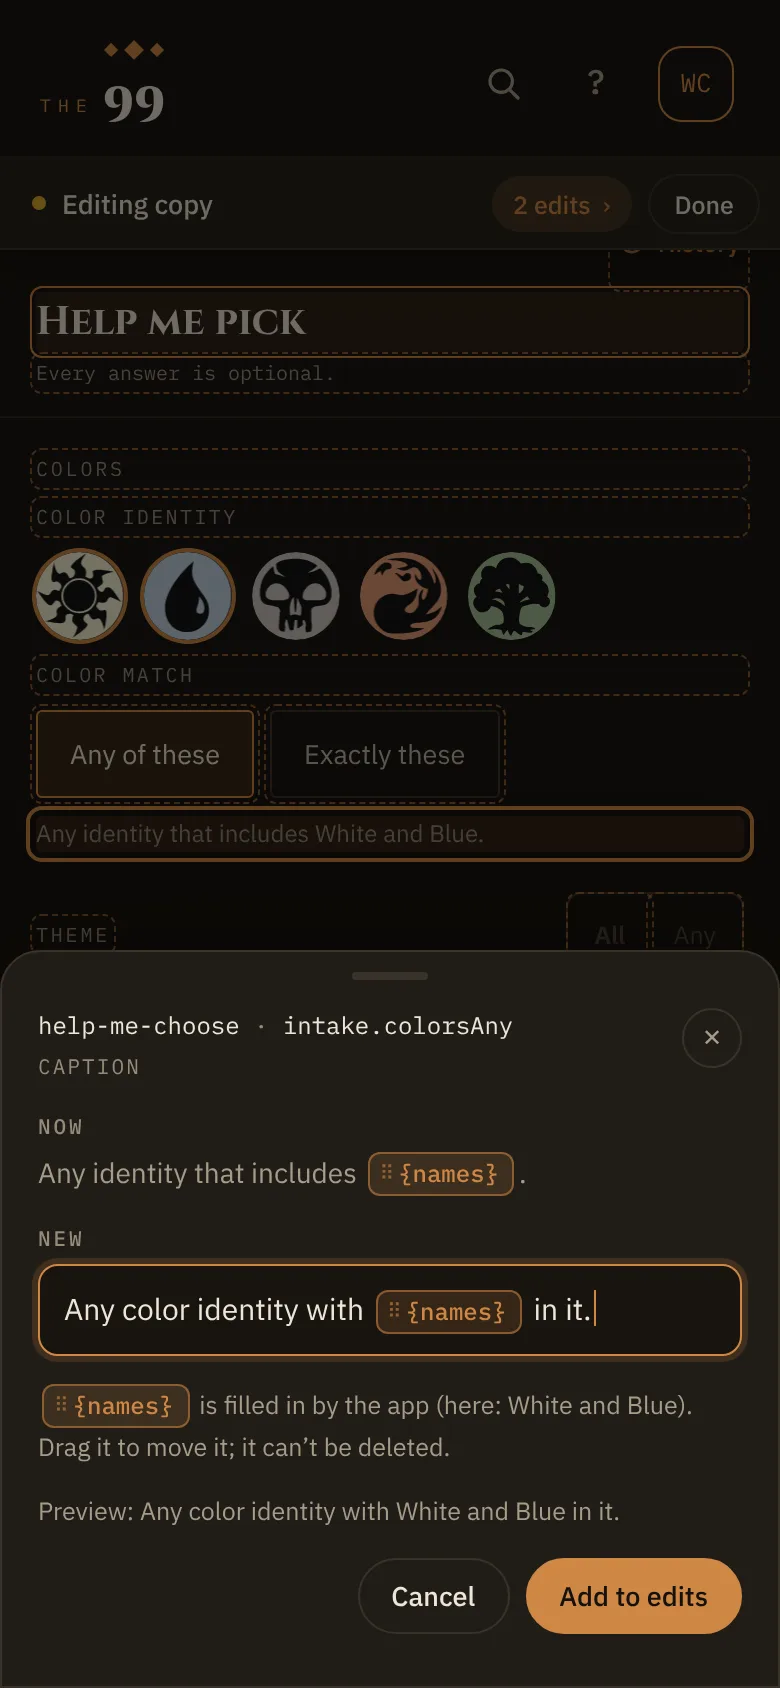 THE 99
?
WC
Editing copy
2 edits ›
Done
History
Help me pick
Every answer is optional.
COLORS
COLOR IDENTITY
COLOR MATCH
Any of these
Exactly these
Any identity that includes White and Blue.
THEME
All
Any
help-me-choose · intake.colorsAny
×
CAPTION
NOW
Any identity that includes {names} .
NEW
Any color identity with {names} in it.
{names} is filled in by the app (here: White and Blue).
Drag it to move it; it can’t be deleted.
Preview: Any color identity with White and Blue in it.
Cancel
Add to edits